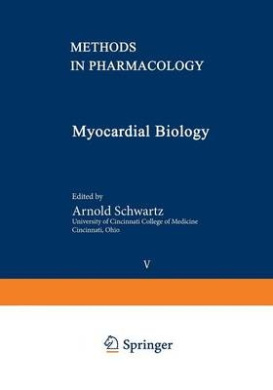 METHODS
IN PHARMACOLOGY
Myocardial Biology
Edited by
Arnold Schwartz
University of Cincinnati College of Medicine
Cincinnati, Ohio
V
Springer